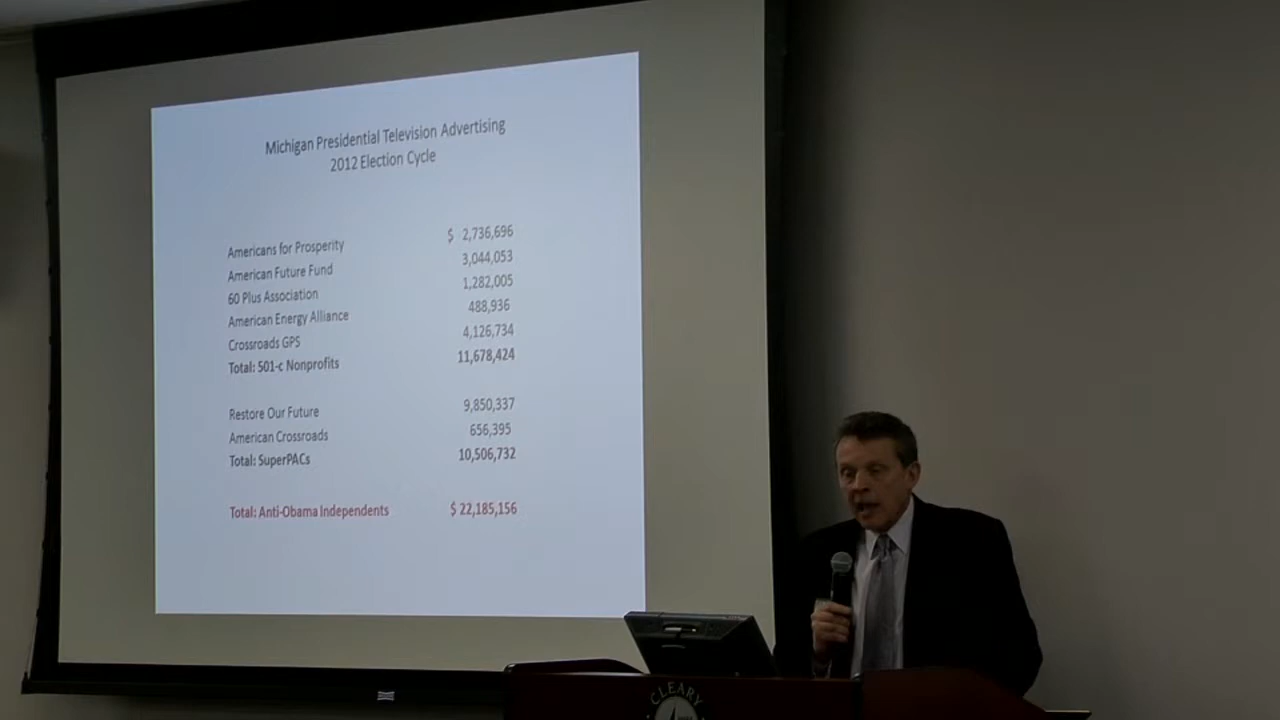 Michigan Presidential Television Advertising
2012 Election Cycle
Americans for Prosperity $ 2,736,696
American Future Fund 3,044,053
60 Plus Association 1,282,005
American Energy Alliance 488,936
Crossroads GPS 4,126,734
Total: 501-c Nonprofits 11,678,424
Restore Our Future 9,850,337
American Crossroads 656,395
Total: SuperPACs 10,506,732
Total: Anti-Obama Independents $ 22,185,156
CLEARY